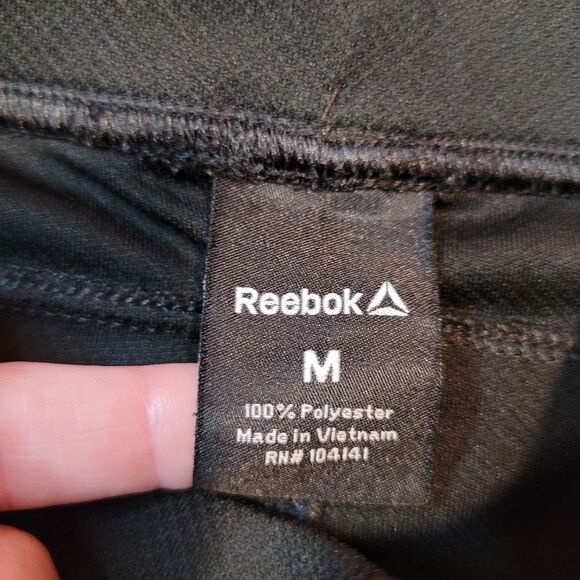 Reebok
M
100% Polyester
Made in Vietnam
RN# 104141